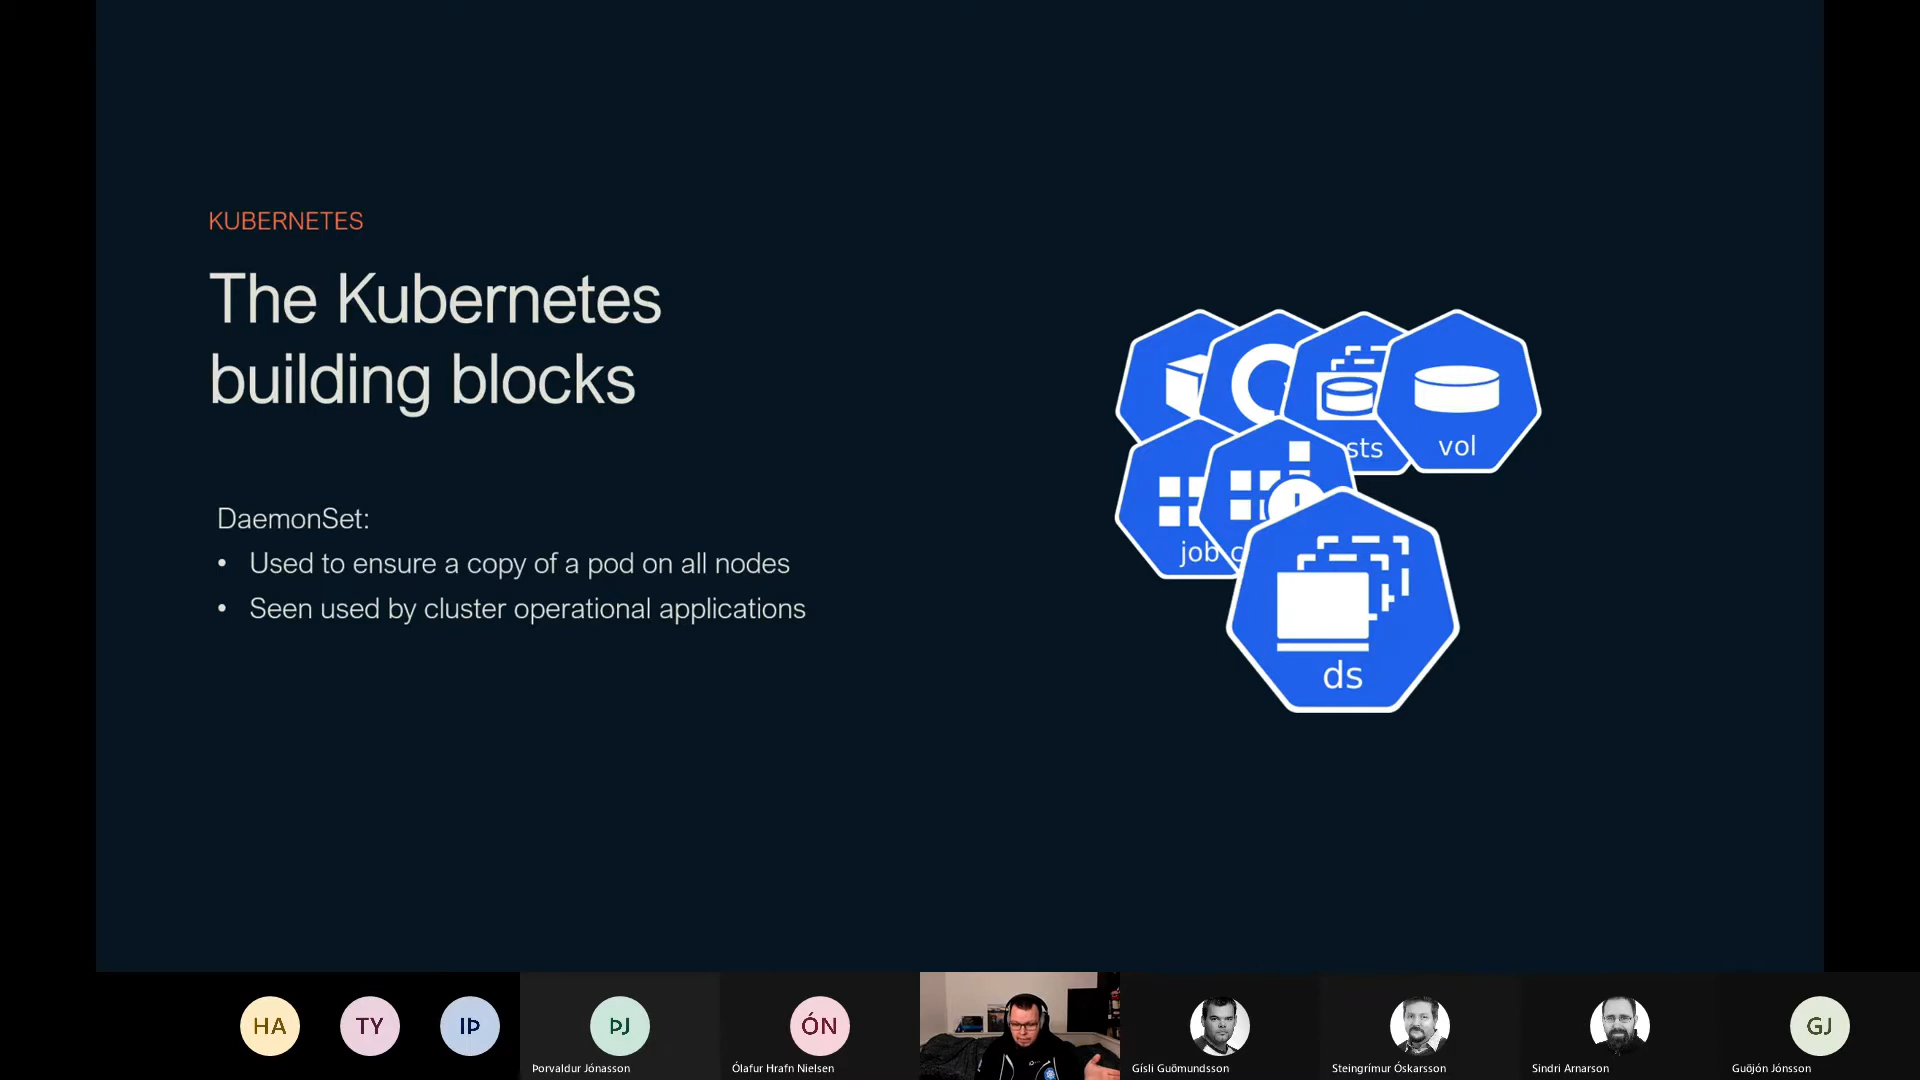 KUBERNETES
The Kubernetes
building blocks
DaemonSet:
• Used to ensure a copy of a pod on all nodes
• Seen used by cluster operational applications
sts
vol
job
c
ds
HA
TY
IÞ
ÞJ
ÓN
GJ
Þorvaldur Jónasson
Ólafur Hrafn Nielsen
Gísli Guðmundsson
Steingrímur Óskarsson
Sindri Arnarson
Guðjón Jónsson